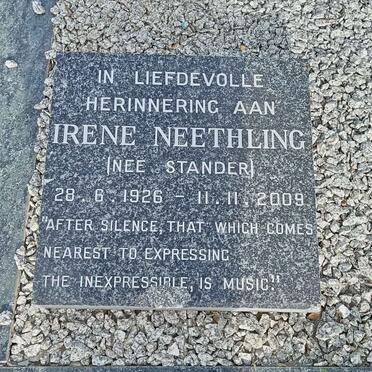 IN LIEFDEVOLLE
HERINNERING AAN
IRENE NEETHLING
(NEE STANDER)
28.6.1926 - 11.11.2009
"AFTER SILENCE, THAT WHICH COMES
NEAREST TO EXPRESSING
THE INEXPRESSIBLE, IS MUSIC"